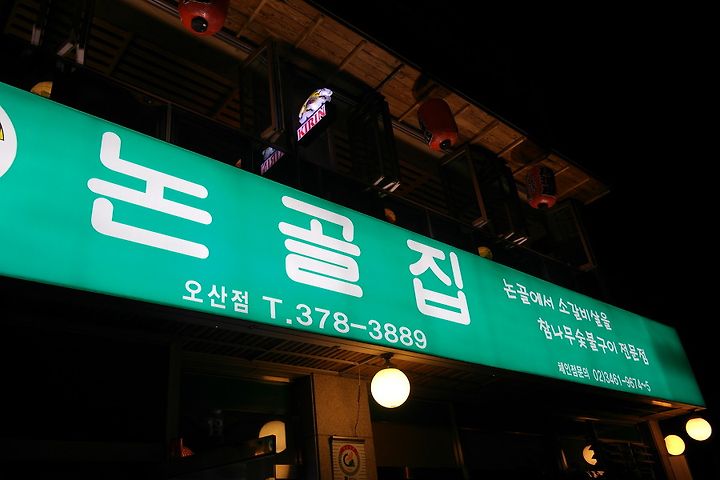 KIRIN
논골집
오산점 T.378-3889
논골에서 소갈비살을
참나무숯불구이 전문점
체인점문의 02)3461-9674~5